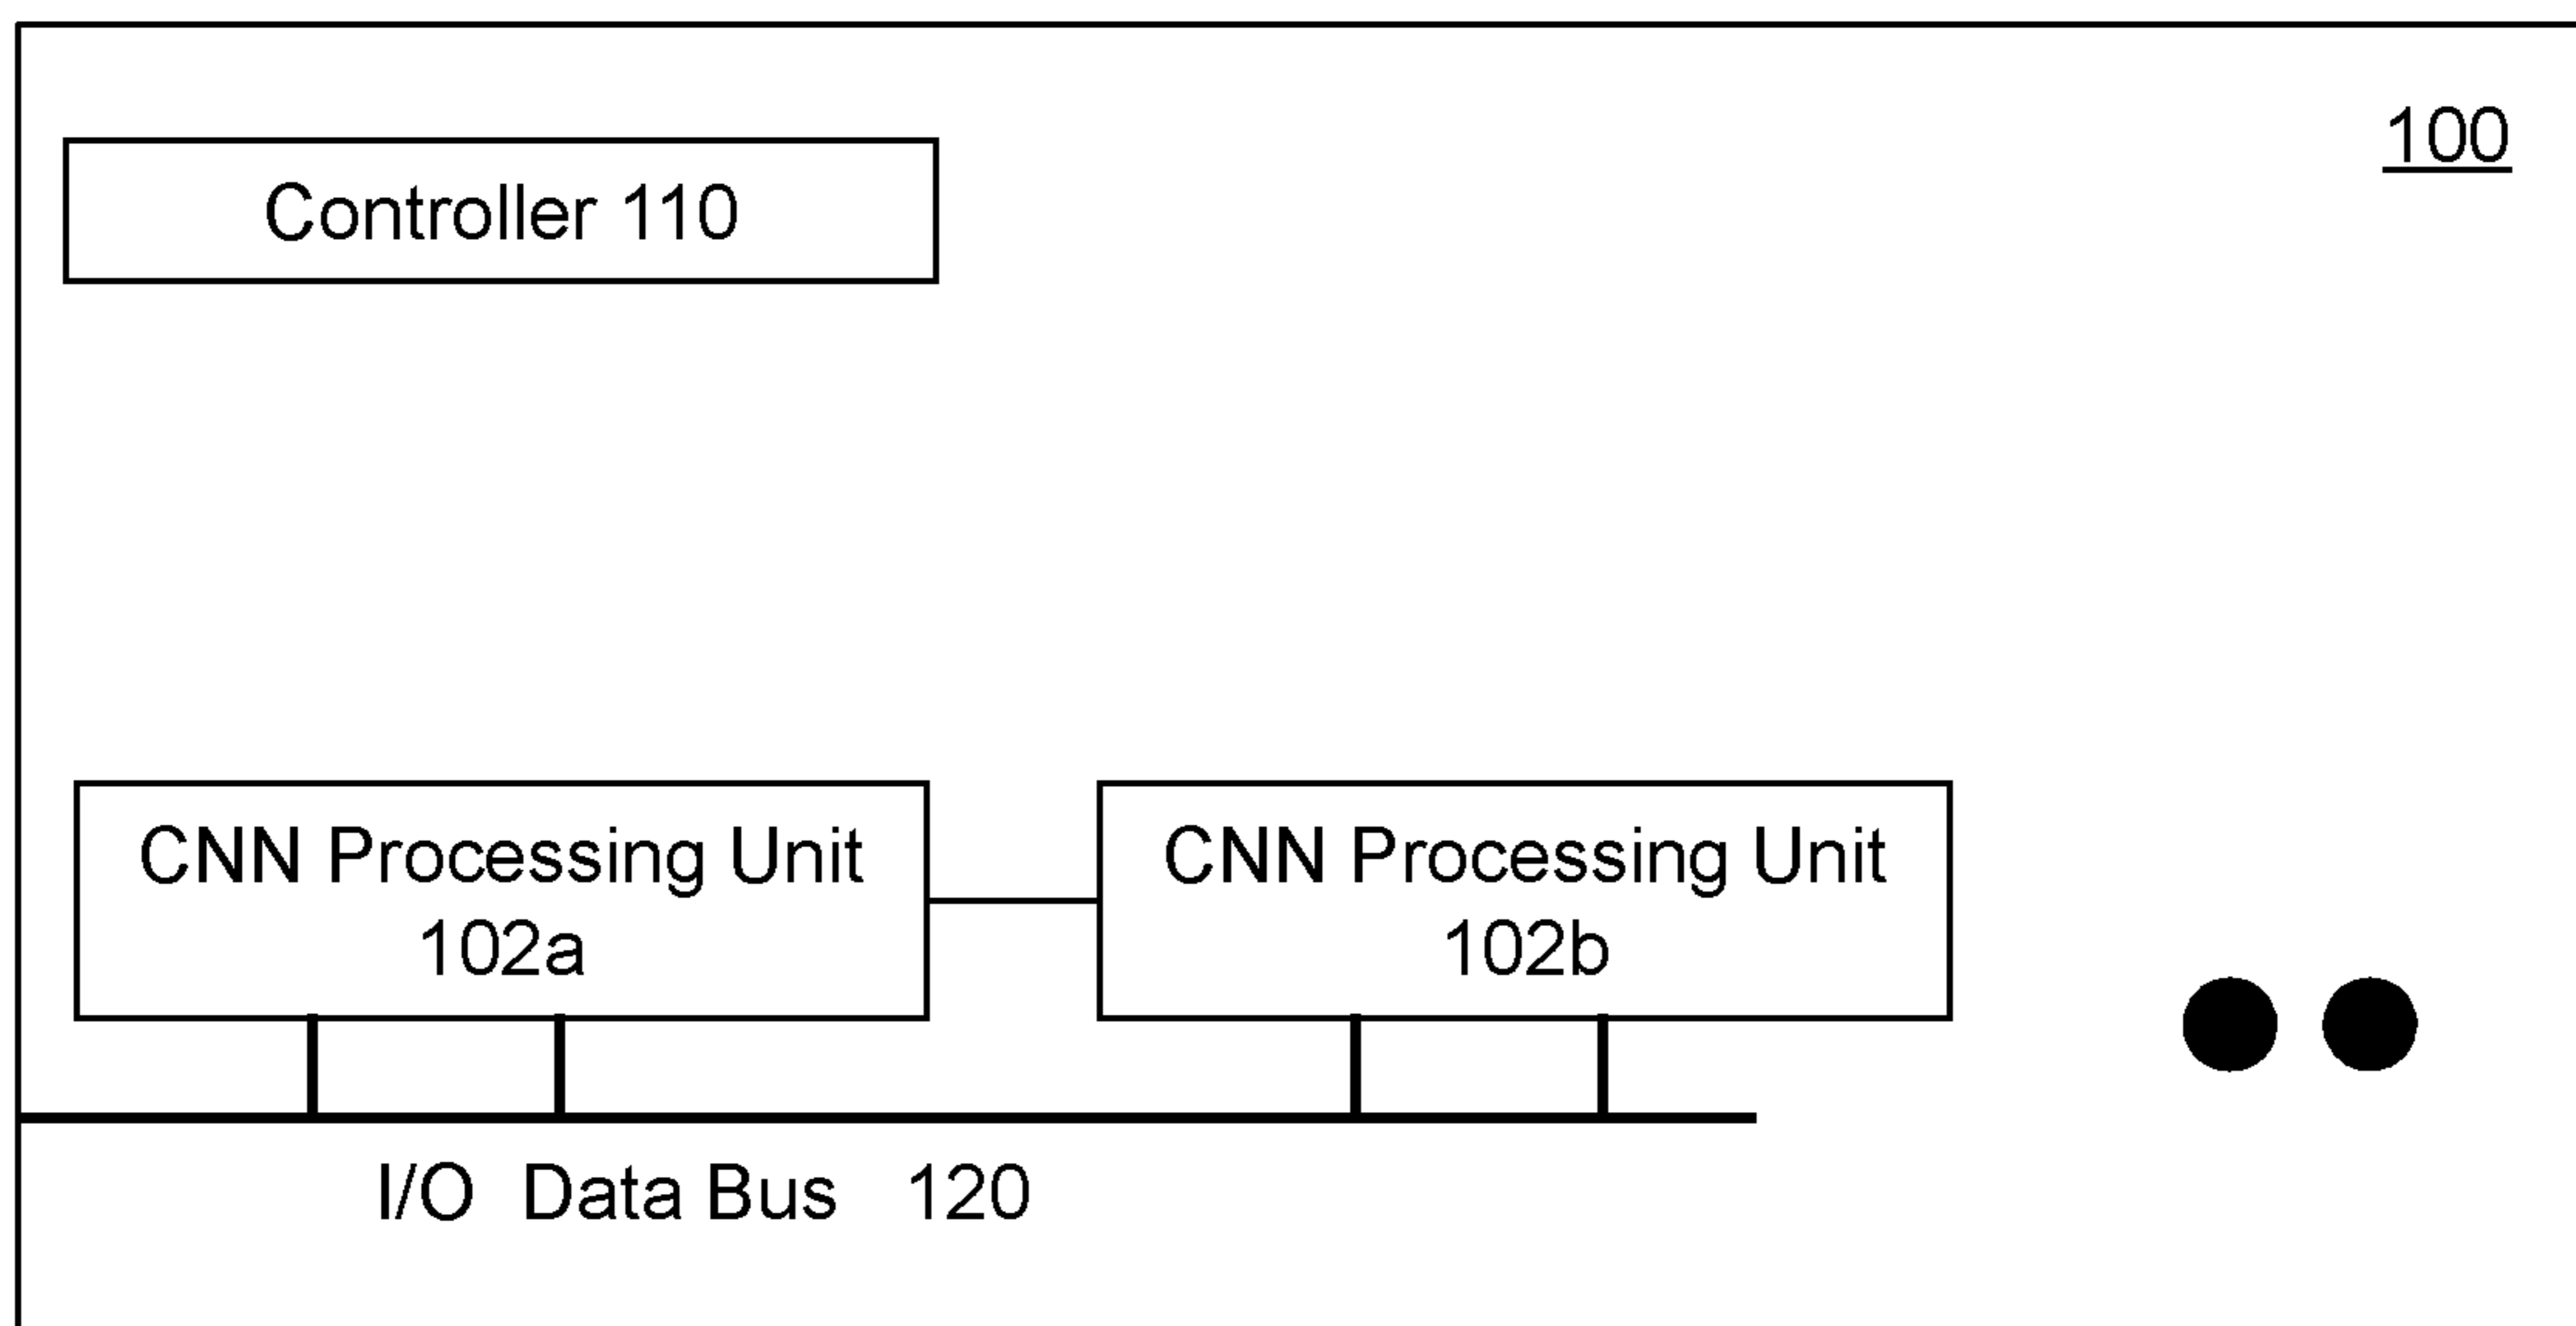 100
Controller 110
CNN Processing Unit
102a
CNN Processing Unit
102b
I/O Data Bus 120